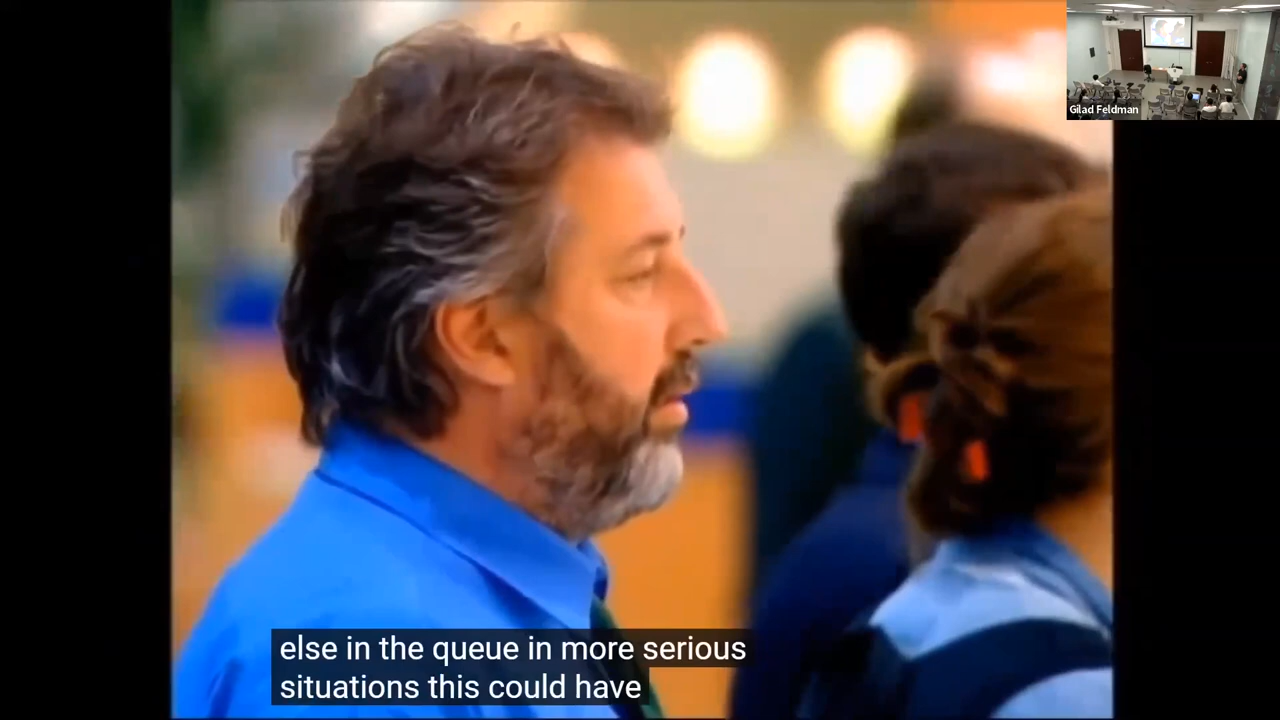 Gilad Feldman
else in the queue in more serious
situations this could have